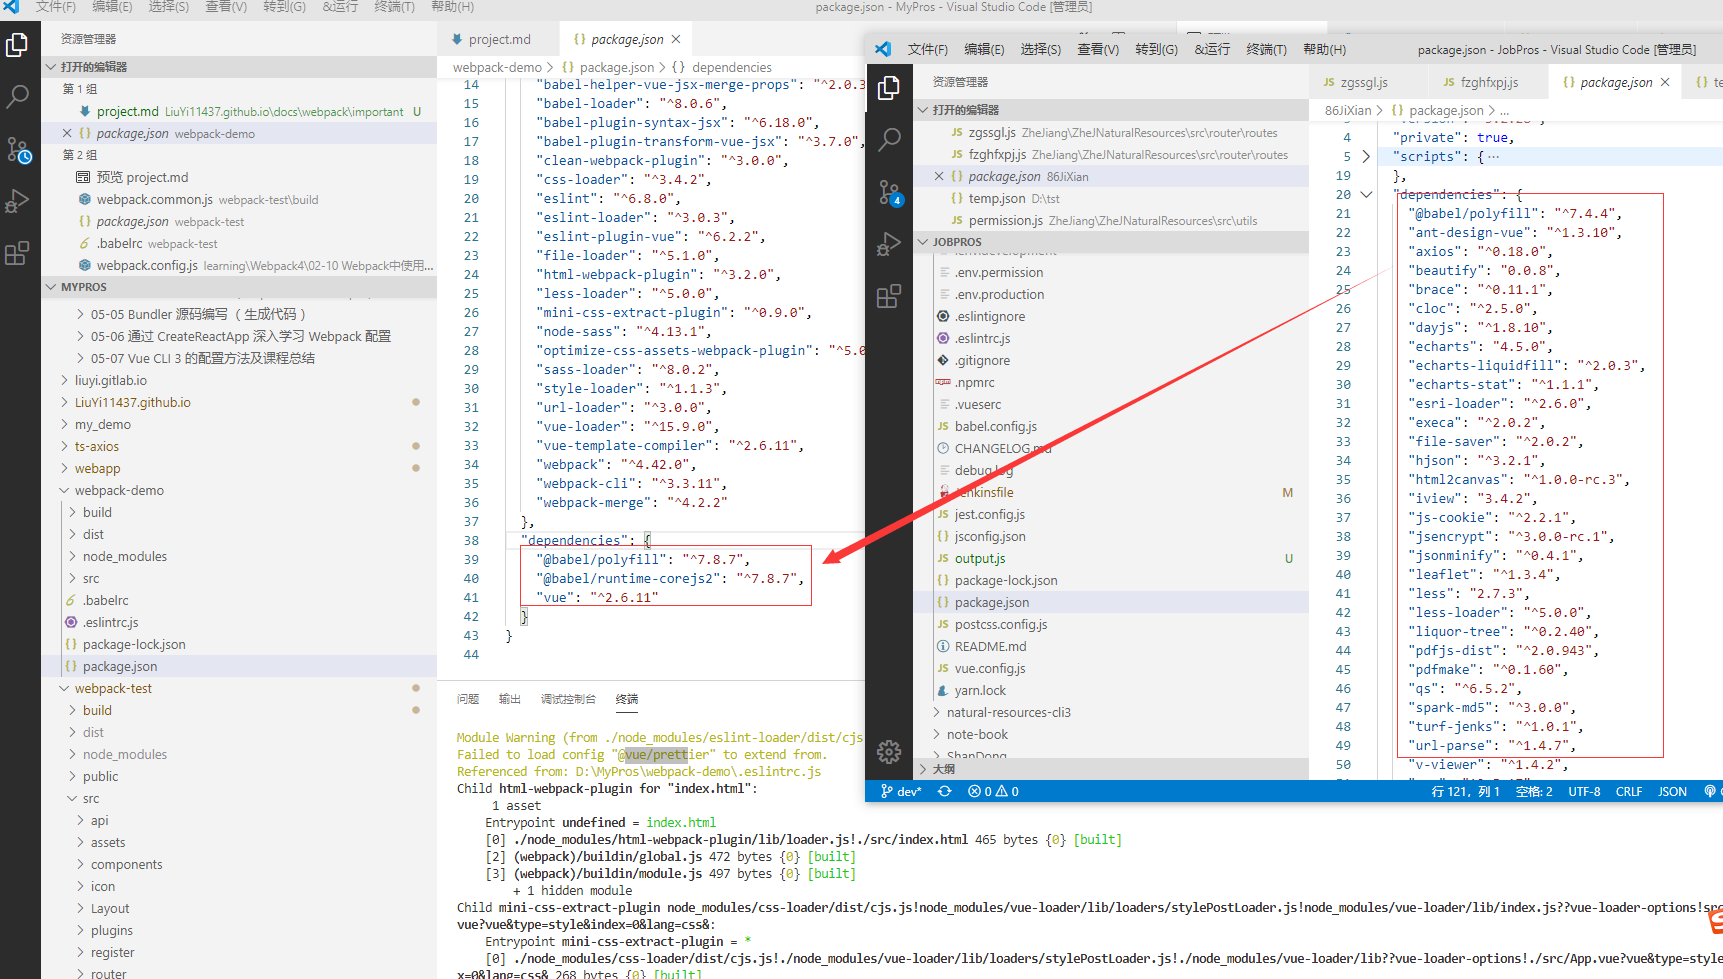 文件(F) 编辑(E) 选择(S) 查看(V) 转到(G) &运行 终端(T) 帮助(H)
package.json - MyPros - Visual Studio Code [管理员]
资源管理器
打开的编辑器
第 1 组
project.md LiuYi11437.github.io\docs\webpack\important U
package.json webpack-demo
第 2 组
预览 project.md
webpack.common.js webpack-test\build
package.json webpack-test
.babelrc webpack-test
webpack.config.js learning\Webpack4\02-10 Webpack中使用...
MYPROS
05-05 Bundler 源码编写 （ 生成代码 ）
05-06 通过 CreateReactApp 深入学习 Webpack 配置
05-07 Vue CLI 3 的配置方法及课程总结
liuyi.gitlab.io
LiuYi11437.github.io
my_demo
ts-axios
webapp
webpack-demo
build
dist
node_modules
src
.babelrc
.eslintrc.js
package-lock.json
package.json
webpack-test
build
dist
node_modules
public
src
api
assets
components
icon
Layout
plugins
register
router
project.md
package.json
webpack-demo > {} package.json > {} dependencies
14 "babel-helper-vue-jsx-merge-props": "^2.0.3
15 "babel-loader": "^8.0.6",
16 "babel-plugin-syntax-jsx": "^6.18.0",
17 "babel-plugin-transform-vue-jsx": "^3.7.0",
18 "clean-webpack-plugin": "^3.0.0",
19 "css-loader": "^3.4.2",
20 "eslint": "^6.8.0",
21 "eslint-loader": "^3.0.3",
22 "eslint-plugin-vue": "^6.2.2",
23 "file-loader": "^5.1.0",
24 "html-webpack-plugin": "^3.2.0",
25 "less-loader": "^5.0.0",
26 "mini-css-extract-plugin": "^0.9.0",
27 "node-sass": "^4.13.1",
28 "optimize-css-assets-webpack-plugin": "^5.0
29 "sass-loader": "^8.0.2",
30 "style-loader": "^1.1.3",
31 "url-loader": "^3.0.0",
32 "vue-loader": "^15.9.0",
33 "vue-template-compiler": "^2.6.11",
34 "webpack": "^4.42.0",
35 "webpack-cli": "^3.3.11",
36 "webpack-merge": "^4.2.2"
37 },
38 "dependencies": {
39 "@babel/polyfill": "^7.8.7",
40 "@babel/runtime-corejs2": "^7.8.7",
41 "vue": "^2.6.11"
42 }
43 }
44
问题 输出 调试控制台 终端
Module Warning (from ./node_modules/eslint-loader/dist/cjs
Failed to load config "@vue/prettier" to extend from.
Referenced from: D:\MyPros\webpack-demo\.eslintrc.js
Child html-webpack-plugin for "index.html":
1 asset
Entrypoint undefined = index.html
[0] ./node_modules/html-webpack-plugin/lib/loader.js!./src/index.html 465 bytes {0} [built]
[2] (webpack)/buildin/global.js 472 bytes {0} [built]
[3] (webpack)/buildin/module.js 497 bytes {0} [built]
+ 1 hidden module
Child mini-css-extract-plugin node_modules/css-loader/dist/cjs.js!node_modules/vue-loader/lib/loaders/stylePostLoader.js!node_modules/vue-loader/lib/index.js??vue-loader-options!src
vue?vue&type=style&index=0&lang=css&:
Entrypoint mini-css-extract-plugin = *
[0] ./node_modules/css-loader/dist/cjs.js!./node_modules/vue-loader/lib/loaders/stylePostLoader.js!./node_modules/vue-loader/lib??vue-loader-options!./src/App.vue?vue&type=style
x=0&lang=css& 268 bytes {0} [built]
文件(F) 编辑(E) 选择(S) 查看(V) 转到(G) &运行 终端(T) 帮助(H)
package.json - JobPros - Visual Studio Code [管理员]
资源管理器
打开的编辑器
JS zgssgl.js ZheJiang\ZheJNaturalResources\src\router\routes
JS fzghfxpj.js ZheJiang\ZheJNaturalResources\src\router\routes
package.json 86JiXian
temp.json D:\tst
JS permission.js ZheJiang\ZheJNaturalResources\src\utils
JOBPROS
.env.development
.env.permission
.env.production
.eslintignore
.eslintrc.js
.gitignore
.npmrc
.vueserc
JS babel.config.js
CHANGELOG.md
debug.log
Jenkinsfile M
JS jest.config.js
jsconfig.json
JS output.js U
package-lock.json
package.json
JS postcss.config.js
README.md
JS vue.config.js
yarn.lock
natural-resources-cli3
note-book
ShanDong
大纲
JS zgssgl.js
JS fzghfxpj.js
package.json
86JiXian > {} package.json > ...
4 "private": true,
5 "scripts": {···
19 },
20 "dependencies": {
21 "@babel/polyfill": "^7.4.4",
22 "ant-design-vue": "^1.3.10",
23 "axios": "^0.18.0",
24 "beautify": "0.0.8",
25 "brace": "^0.11.1",
26 "cloc": "^2.5.0",
27 "dayjs": "^1.8.10",
28 "echarts": "4.5.0",
29 "echarts-liquidfill": "^2.0.3",
30 "echarts-stat": "^1.1.1",
31 "esri-loader": "^2.6.0",
32 "execa": "^2.0.2",
33 "file-saver": "^2.0.2",
34 "hjson": "^3.2.1",
35 "html2canvas": "^1.0.0-rc.3",
36 "iview": "3.4.2",
37 "js-cookie": "^2.2.1",
38 "jsencrypt": "^3.0.0-rc.1",
39 "jsonminify": "^0.4.1",
40 "leaflet": "^1.3.4",
41 "less": "2.7.3",
42 "less-loader": "^5.0.0",
43 "liquor-tree": "^0.2.40",
44 "pdfjs-dist": "^2.0.943",
45 "pdfmake": "^0.1.60",
46 "qs": "^6.5.2",
47 "spark-md5": "^3.0.0",
48 "turf-jenks": "^1.0.1",
49 "url-parse": "^1.4.7",
50 "v-viewer": "^1.4.2",
4
dev* 0 0
行 121，列 1 空格: 2 UTF-8 CRLF JSON